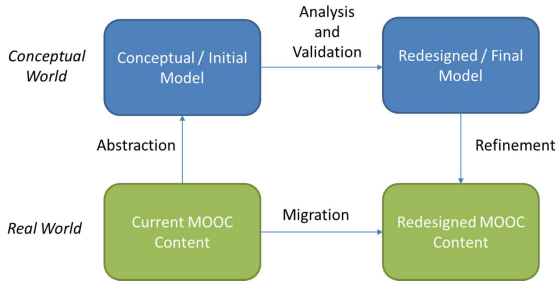 Analysis
and
Validation
Conceptual
World
Conceptual / Initial
Model
Redesigned / Final
Model
Abstraction
Refinement
Real World
Current MOOC
Content
Migration
Redesigned MOOC
Content